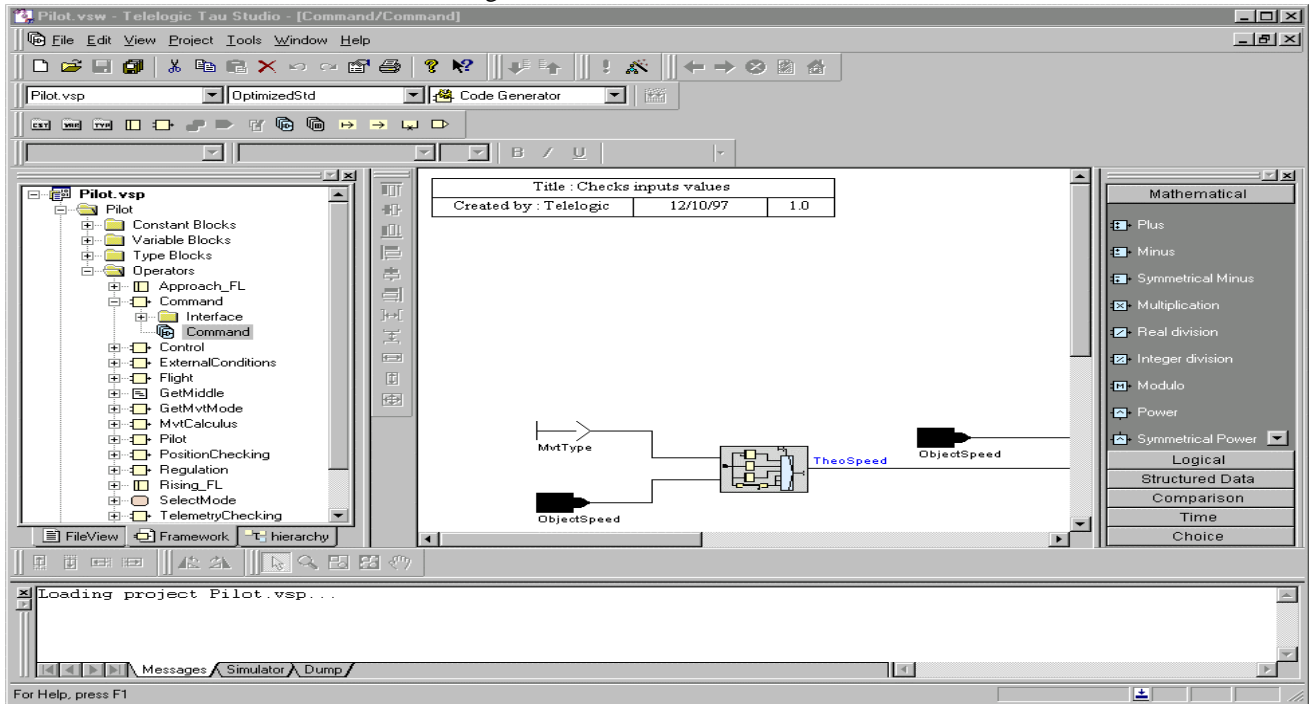 Pilot.vsw - Telelogic Tau Studio - [Command/Command]
File Edit View Project Tools Window Help
Pilot.vsp OptimizedStd Code Generator
CST VAR TYP
B / U
Title : Checks inputs values
Created by : Telelogic 12/10/97 1.0
Pilot.vsp
Pilot
Constant Blocks
Variable Blocks
Type Blocks
Operators
Approach_FL
Command
Interface
Command
Control
ExternalConditions
Flight
GetMiddle
GetMvtMode
MvtCalculus
Pilot
PositionChecking
Regulation
Rising_FL
SelectMode
TelemetryChecking
FileView Framework hierarchy
MvtType
ObjectSpeed
TheoSpeed
ObjectSpeed
Mathematical
Plus
Minus
Symmetrical Minus
Multiplication
Real division
Integer division
Modulo
Power
Symmetrical Power
Logical
Structured Data
Comparison
Time
Choice
Loading project Pilot.vsp...
Messages Simulator Dump
For Help, press F1